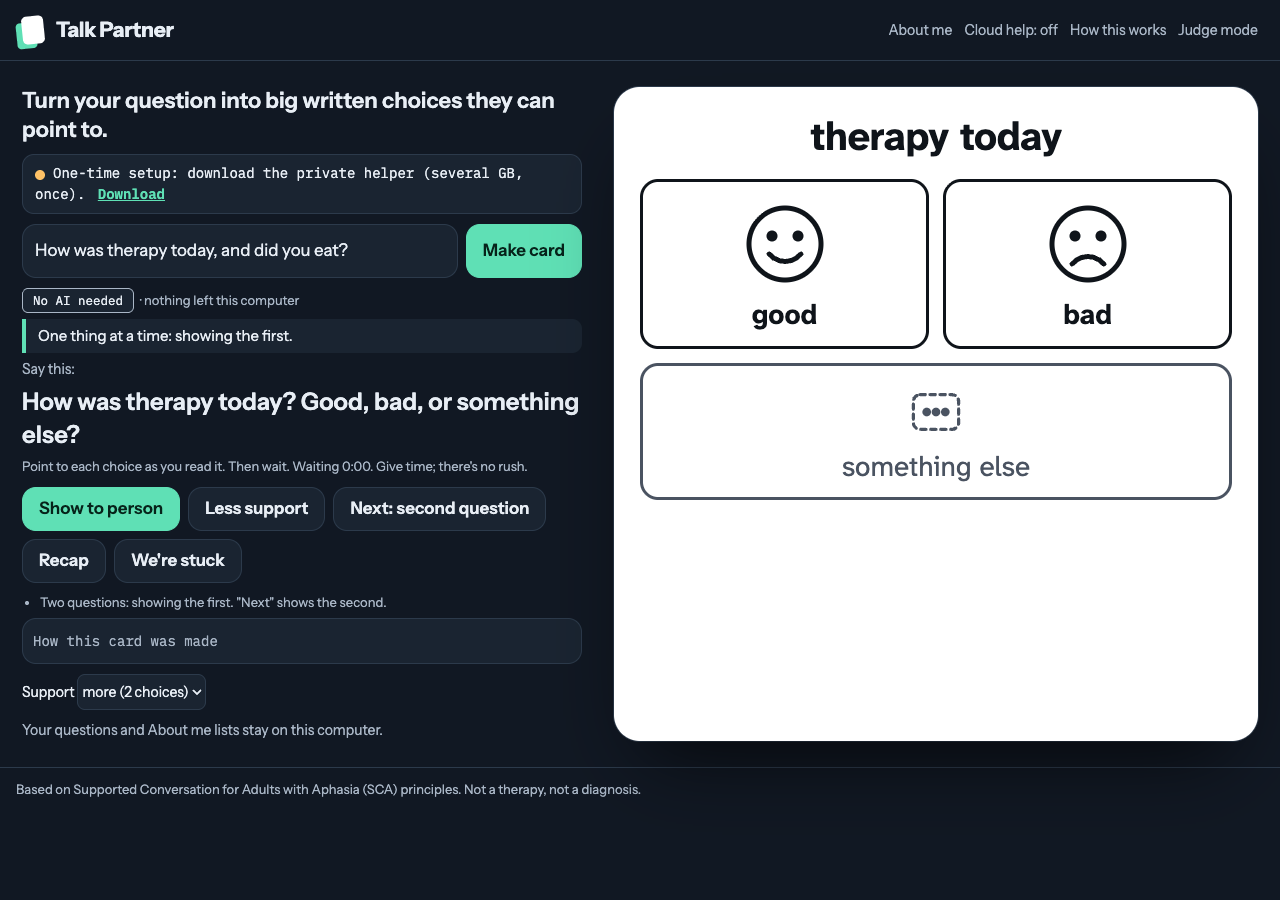 Talk Partner
About me Cloud help: off How this works Judge mode
Turn your question into big written choices they can
point to.
One-time setup: download the private helper (several GB,
once). Download
How was therapy today, and did you eat?
Make card
No AI needed · nothing left this computer
One thing at a time: showing the first.
Say this:
How was therapy today? Good, bad, or something
else?
Point to each choice as you read it. Then wait. Waiting 0:00. Give time; there's no rush.
Show to person
Less support
Next: second question
Recap
We're stuck
• Two questions: showing the first. "Next" shows the second.
How this card was made
Support more (2 choices)
Your questions and About me lists stay on this computer.
therapy today
good
bad
something else
Based on Supported Conversation for Adults with Aphasia (SCA) principles. Not a therapy, not a diagnosis.